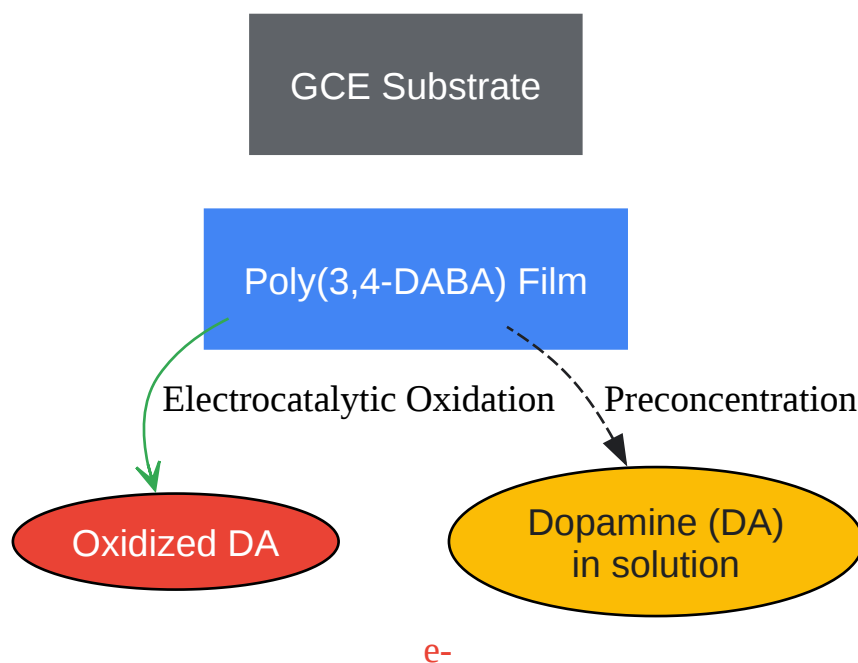 GCE Substrate
Poly(3,4-DABA) Film
Electrocatalytic Oxidation
Preconcentration
Oxidized DA
Dopamine (DA)
in solution
e-